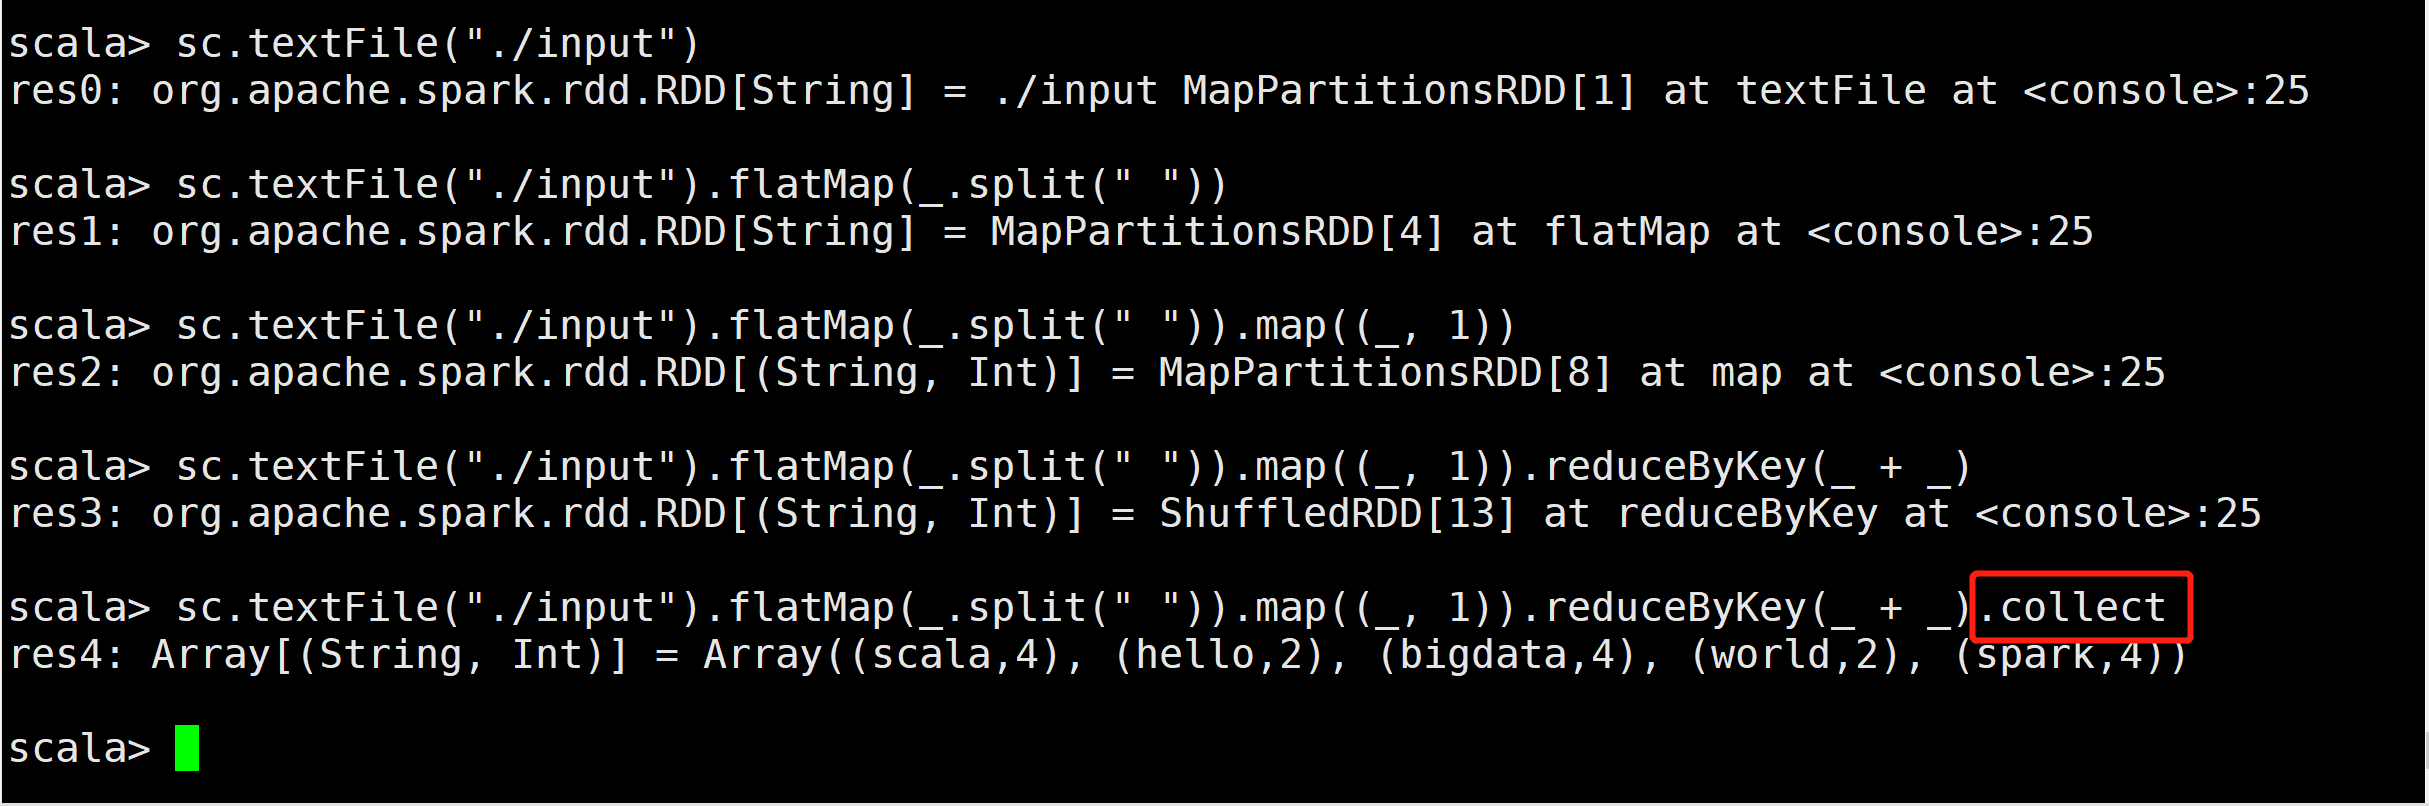 scala> sc.textFile("./input")
res0: org.apache.spark.rdd.RDD[String] = ./input MapPartitionsRDD[1] at textFile at <console>:25
scala> sc.textFile("./input").flatMap(_.split(" "))
res1: org.apache.spark.rdd.RDD[String] = MapPartitionsRDD[4] at flatMap at <console>:25
scala> sc.textFile("./input").flatMap(_.split(" ")).map((_, 1))
res2: org.apache.spark.rdd.RDD[(String, Int)] = MapPartitionsRDD[8] at map at <console>:25
scala> sc.textFile("./input").flatMap(_.split(" ")).map((_, 1)).reduceByKey(_ + _)
res3: org.apache.spark.rdd.RDD[(String, Int)] = ShuffledRDD[13] at reduceByKey at <console>:25
scala> sc.textFile("./input").flatMap(_.split(" ")).map((_, 1)).reduceByKey(_ + _).collect
res4: Array[(String, Int)] = Array((scala,4), (hello,2), (bigdata,4), (world,2), (spark,4))
scala>